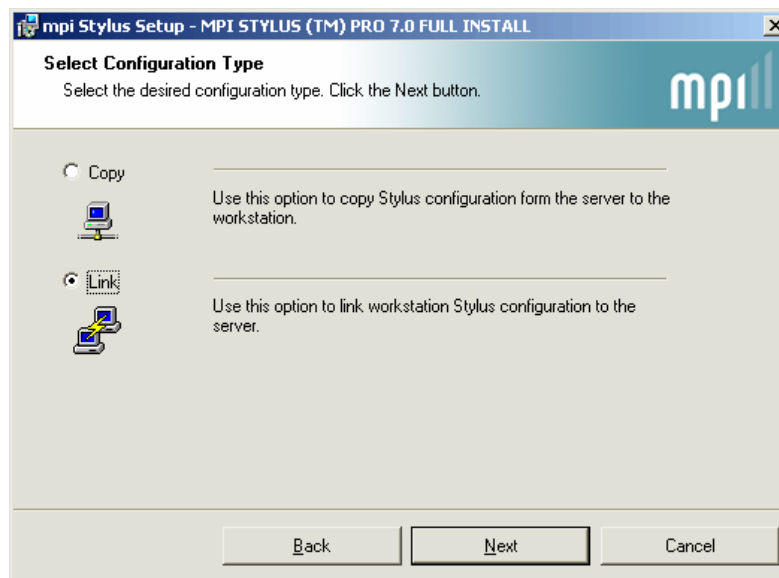 mpi Stylus Setup - MPI STYLUS (TM) PRO 7.0 FULL INSTALL
Select Configuration Type
Select the desired configuration type. Click the Next button.
mpi
Copy
Use this option to copy Stylus configuration form the server to the
workstation.
Link
Use this option to link workstation Stylus configuration to the
server.
Back
Next
Cancel